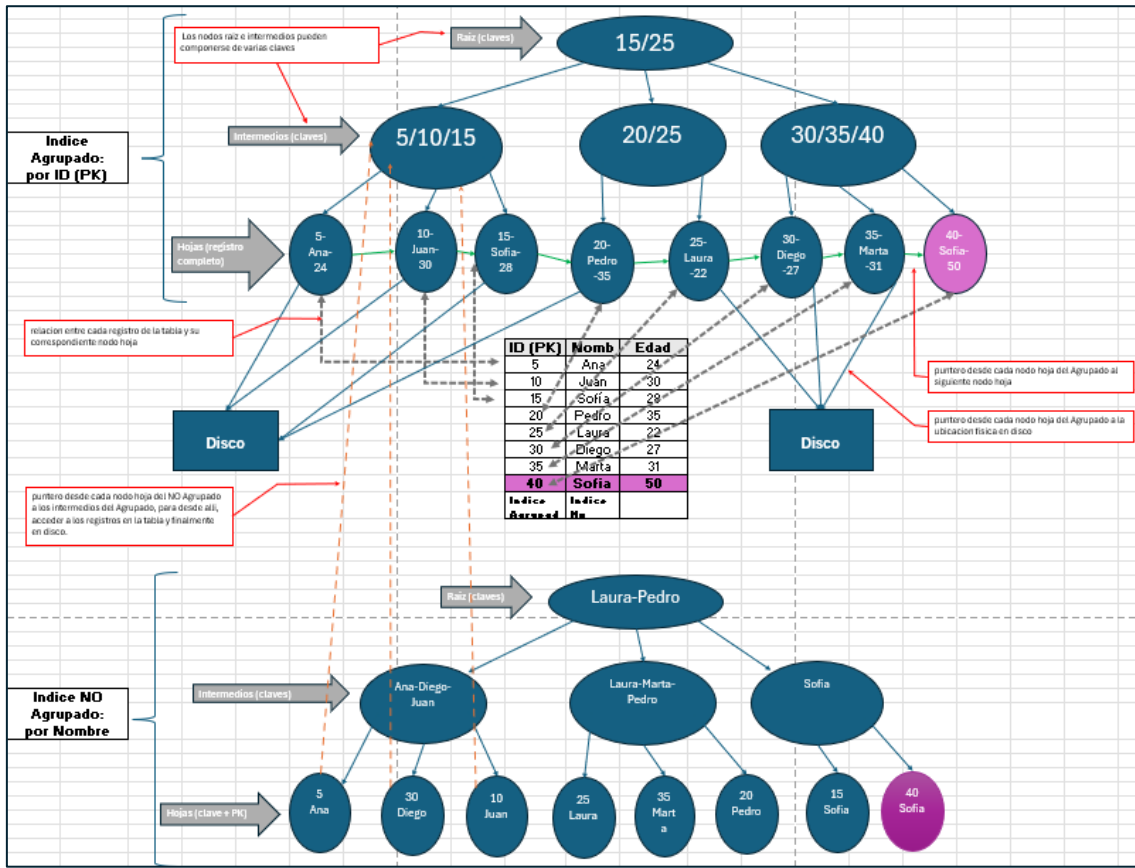 Los nodos raiz e intermedios pueden
componerse de varias claves
Raiz (claves)
15/25
Indice
Agrupado:
por ID (PK)
Intermedios (claves)
5/10/15
20/25
30/35/40
Hojas (registro
completo)
5-
Ana-
24
10-
Juan-
30
15-
Sofia-
28
20-
Pedro
-35
25-
Laura
-22
30-
Diego
-27
35-
Marta
-31
40-
Sofia-
50
relacion entre cada registro de la tabla y su
correspondiente nodo hoja
ID (PK) Nomb Edad
5 Ana 24
10 Juan 30
15 Sofía 28
20 Pedro 35
25 Laura 22
30 Diego 27
35 Marta 31
40 Sofía 50
Indice Indice
Agrupad
puntero desde cada nodo hoja del Agrupado al
siguiente nodo hoja
puntero desde cada nodo hoja del Agrupado a la
ubicacion fisica en disco
Disco
Disco
puntero desde cada nodo hoja del NO Agrupado
a los intermedios del Agrupado, para desde alli,
acceder a los registros en la tabla y finalmente
en disco.
Raiz (claves)
Laura-Pedro
Indice NO
Agrupado:
por Nombre
Intermedios (claves)
Ana-Diego-
Juan
Laura-Marta-
Pedro
Sofia
Hojas (clave + PK)
5
Ana
30
Diego
10
Juan
25
Laura
35
Mart
a
20
Pedro
15
Sofia
40
Sofia